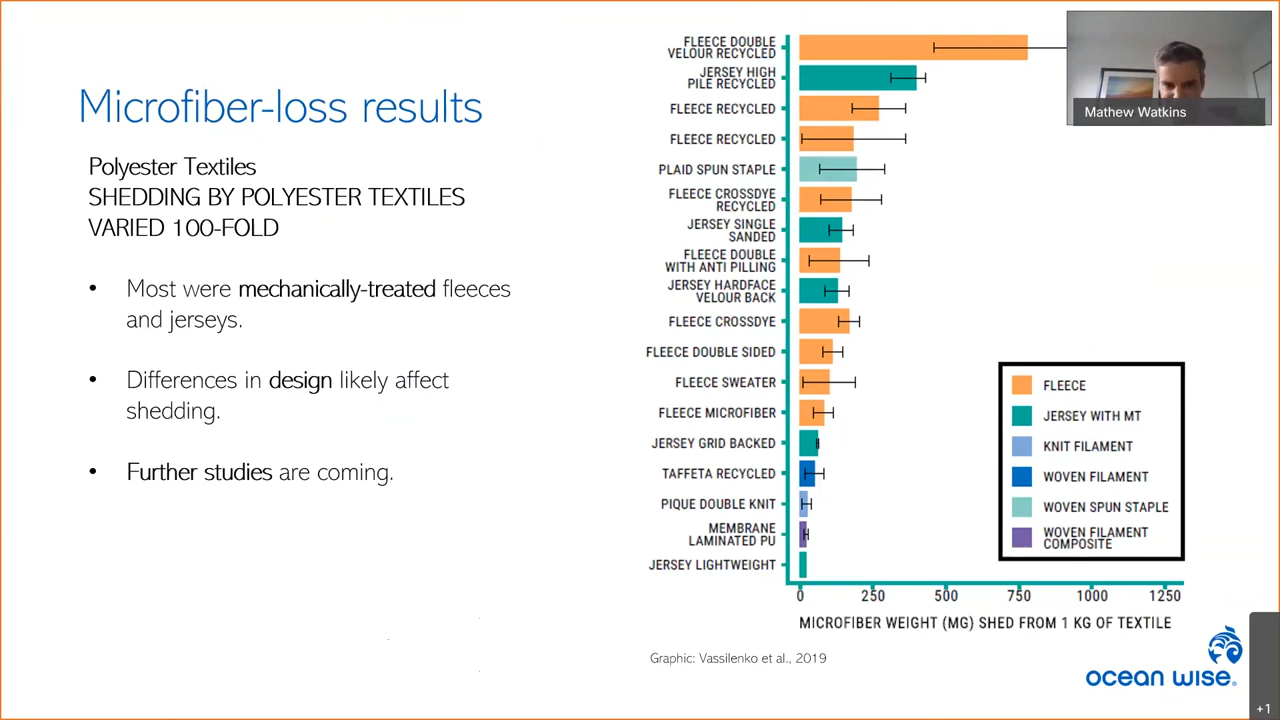 Microfiber-loss results
Polyester Textiles
SHEDDING BY POLYESTER TEXTILES
VARIED 100-FOLD
• Most were mechanically-treated fleeces
and jerseys.
• Differences in design likely affect
shedding.
• Further studies are coming.
FLEECE DOUBLE
VELOUR RECYCLED
JERSEY HIGH
PILE RECYCLED
FLEECE RECYCLED
FLEECE RECYCLED
PLAID SPUN STAPLE
FLEECE CROSSDYE
RECYCLED
JERSEY SINGLE
SANDED
FLEECE DOUBLE
WITH ANTI PILLING
JERSEY HARDFACE
VELOUR BACK
FLEECE CROSSDYE
FLEECE DOUBLE SIDED
FLEECE SWEATER
FLEECE MICROFIBER
JERSEY GRID BACKED
TAFFETA RECYCLED
PIQUE DOUBLE KNIT
MEMBRANE
LAMINATED PU
JERSEY LIGHTWEIGHT
0 250 500 750 1000 1250
MICROFIBER WEIGHT (MG) SHED FROM 1 KG OF TEXTILE
FLEECE
JERSEY WITH MT
KNIT FILAMENT
WOVEN FILAMENT
WOVEN SPUN STAPLE
WOVEN FILAMENT
COMPOSITE
Graphic: Vassilenko et al., 2019
Mathew Watkins
ocean wise.
+1